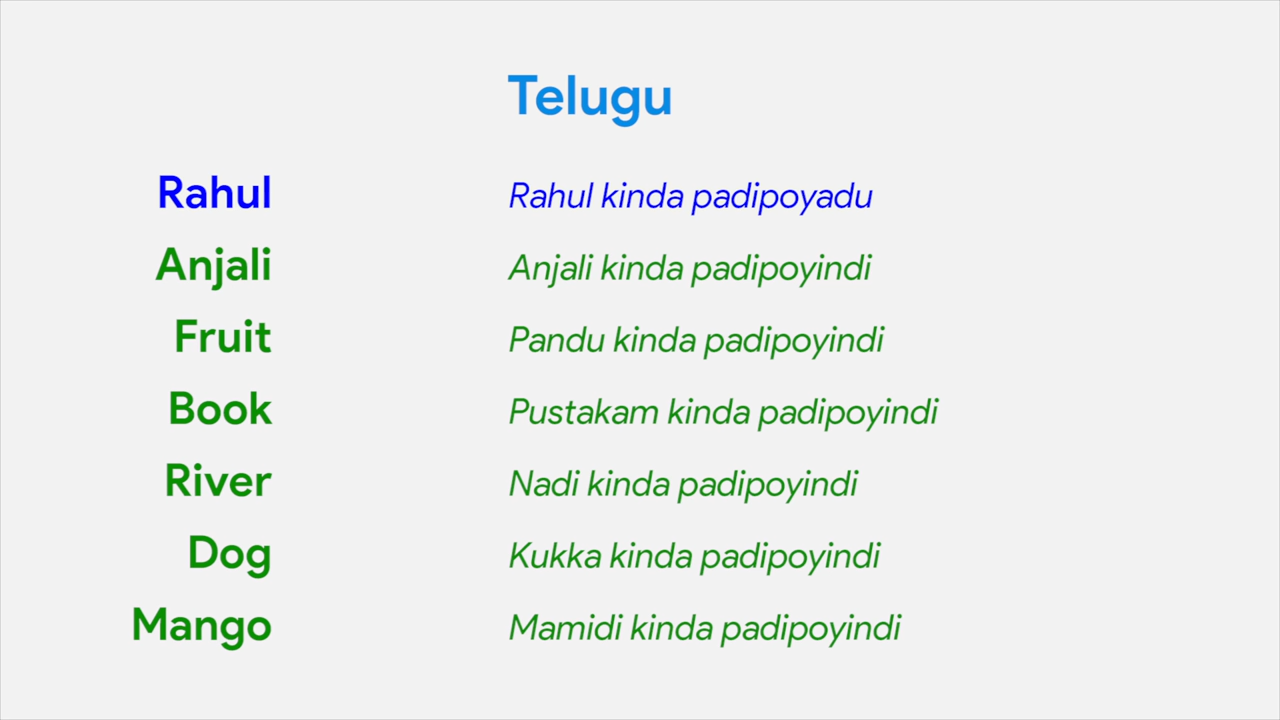 Telugu
Rahul Rahul kinda padipoyadu
Anjali Anjali kinda padipoyindi
Fruit Pandu kinda padipoyindi
Book Pustakam kinda padipoyindi
River Nadi kinda padipoyindi
Dog Kukka kinda padipoyindi
Mango Mamidi kinda padipoyindi